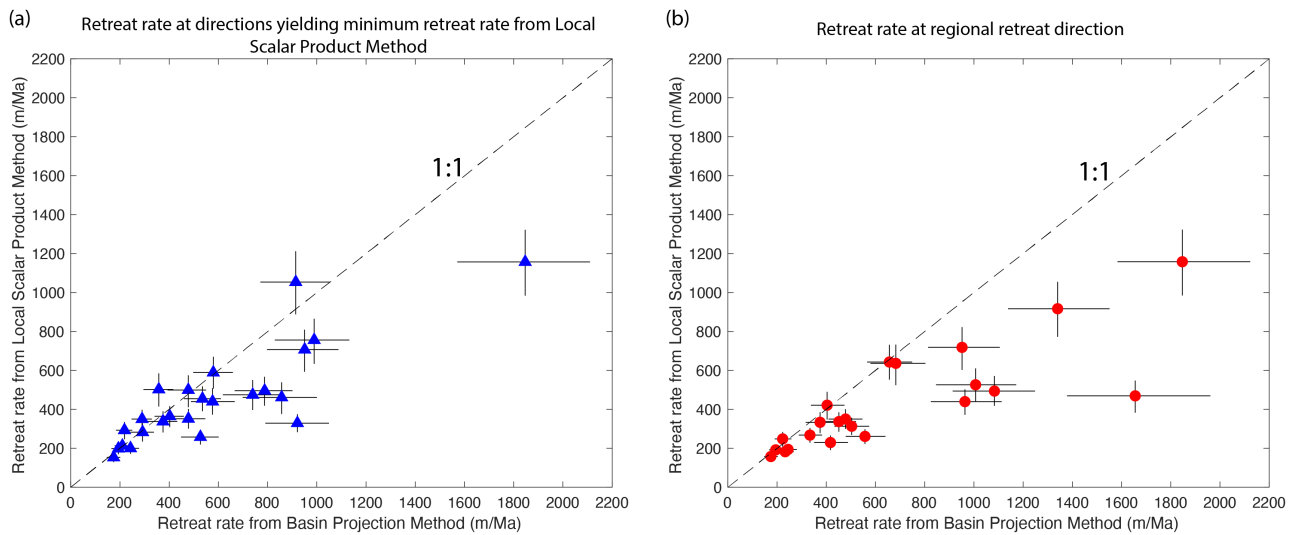 (a)
Retreat rate at directions yielding minimum retreat rate from Local
Scalar Product Method
2200
2000
1800
1600
1400
1200
1000
800
600
400
200
0
0 200 400 600 800 1000 1200 1400 1600 1800 2000 2200
Retreat rate from Local Scalar Product Method (m/Ma)
Retreat rate from Basin Projection Method (m/Ma)
1:1
(b)
Retreat rate at regional retreat direction
2200
2000
1800
1600
1400
1200
1000
800
600
400
200
0
0 200 400 600 800 1000 1200 1400 1600 1800 2000 2200
Retreat rate from Local Scalar Product Method (m/Ma)
Retreat rate from Basin Projection Method (m/Ma)
1:1